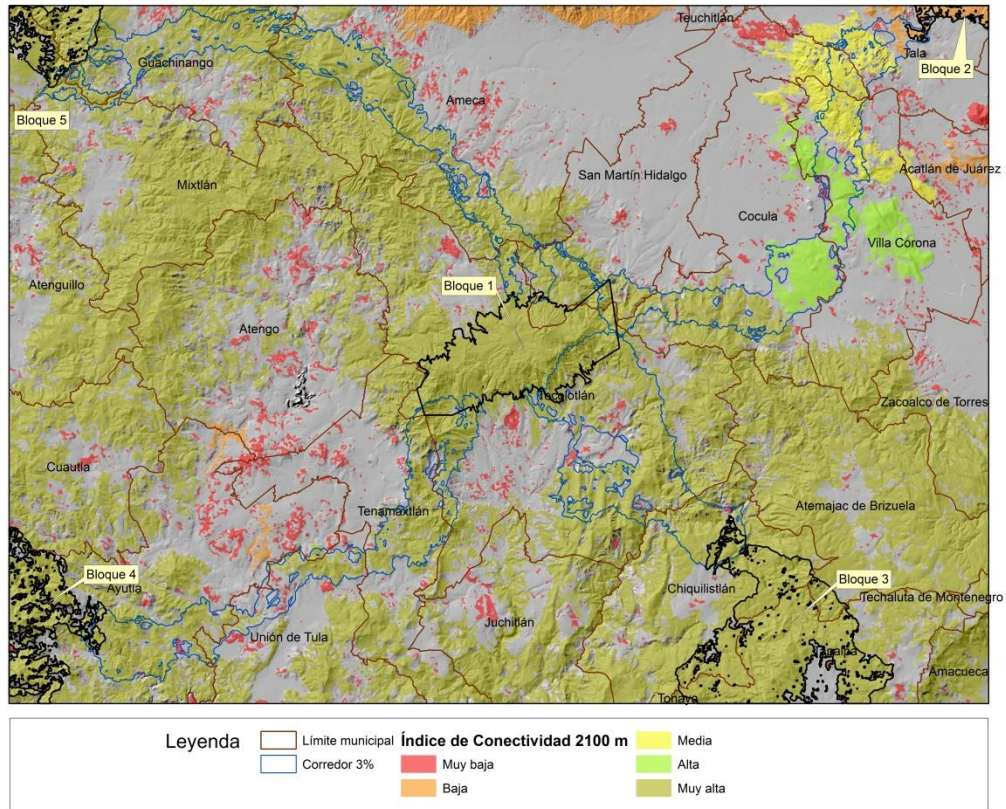 Teuchitlán
Tala
Bloque 2
Guachinango
Ameca
Bloque 5
San Martín Hidalgo
Acatlán de Juárez
Mixtlán
Cocula
Villa Corona
Bloque 1
Atenguillo
Atengo
Tecolotlán
Zacoalco de Torres
Cuautla
Tenamaxtlán
Atemajac de Brizuela
Bloque 4
Ayutla
Chiquilistlán
Bloque 3
Techaluta de Montenegro
Juchitlán
Unión de Tula
Tapalpa
Amacueca
Tonaya
Leyenda
Límite municipal
Corredor 3%
Índice de Conectividad 2100 m
Muy baja
Baja
Media
Alta
Muy alta